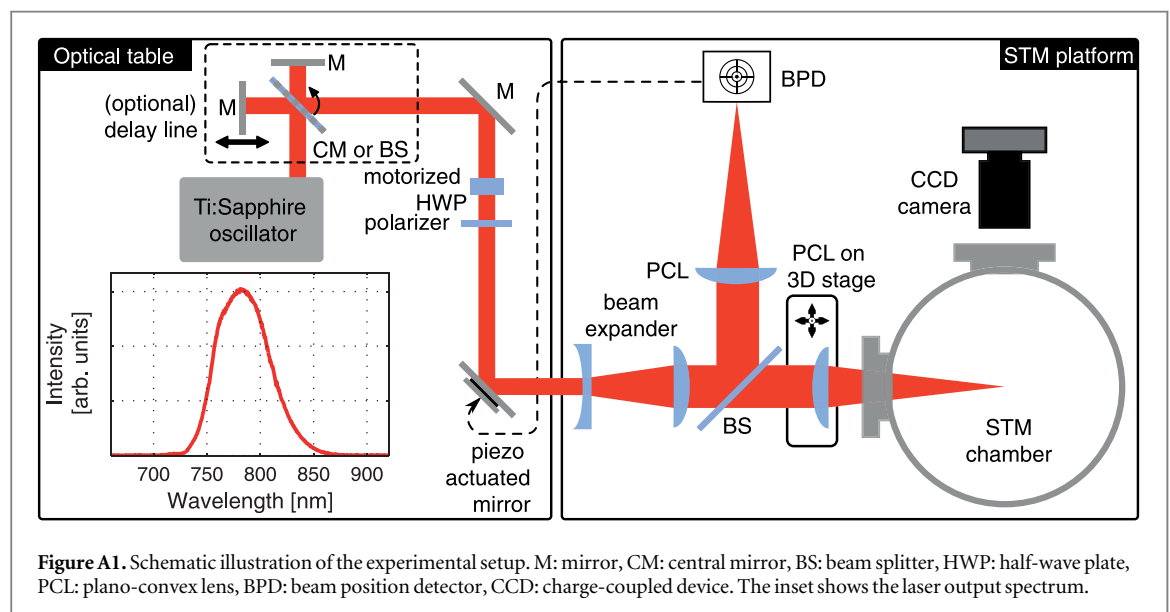 Optical table
STM platform
M
M
M
(optional)
delay line
CM or BS
Ti:Sapphire
oscillator
motorized
HWP
polarizer
BPD
CCD
camera
PCL
PCL on
3D stage
beam
expander
BS
STM
chamber
piezo
actuated
mirror
Intensity
[arb. units]
700 750 800 850 900
Wavelength [nm]
Figure A1. Schematic illustration of the experimental setup. M: mirror, CM: central mirror, BS: beam splitter, HWP: half-wave plate,
PCL: plano-convex lens, BPD: beam position detector, CCD: charge-coupled device. The inset shows the laser output spectrum.